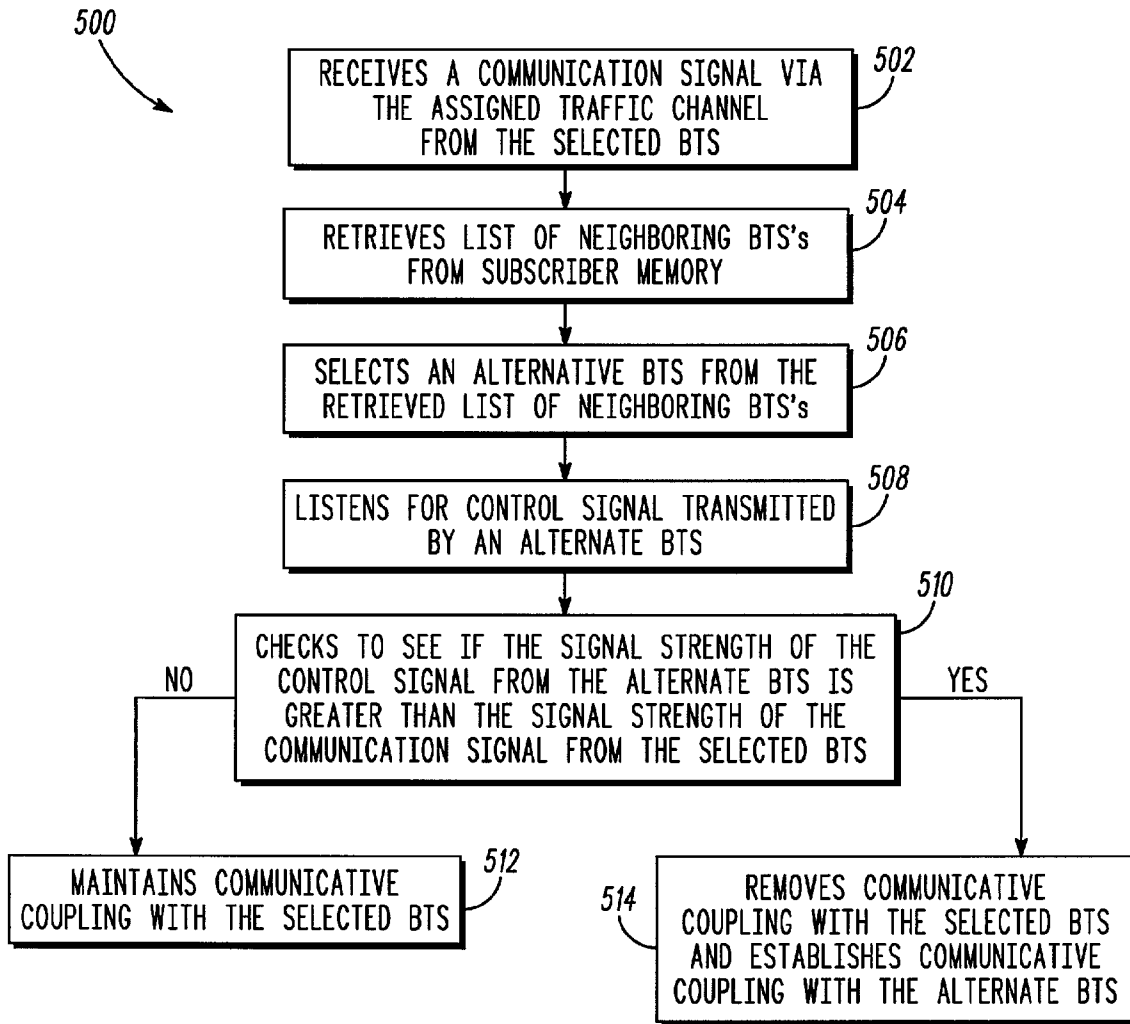 500
RECEIVES A COMMUNICATION SIGNAL VIA
THE ASSIGNED TRAFFIC CHANNEL
FROM THE SELECTED BTS
502
RETRIEVES LIST OF NEIGHBORING BTS's
FROM SUBSCRIBER MEMORY
504
SELECTS AN ALTERNATIVE BTS FROM THE
RETRIEVED LIST OF NEIGHBORING BTS's
506
LISTENS FOR CONTROL SIGNAL TRANSMITTED
BY AN ALTERNATE BTS
508
CHECKS TO SEE IF THE SIGNAL STRENGTH OF THE
CONTROL SIGNAL FROM THE ALTERNATE BTS IS
GREATER THAN THE SIGNAL STRENGTH OF THE
COMMUNICATION SIGNAL FROM THE SELECTED BTS
510
NO
YES
MAINTAINS COMMUNICATIVE
COUPLING WITH THE SELECTED BTS
512
514
REMOVES COMMUNICATIVE
COUPLING WITH THE SELECTED BTS
AND ESTABLISHES COMMUNICATIVE
COUPLING WITH THE ALTERNATE BTS